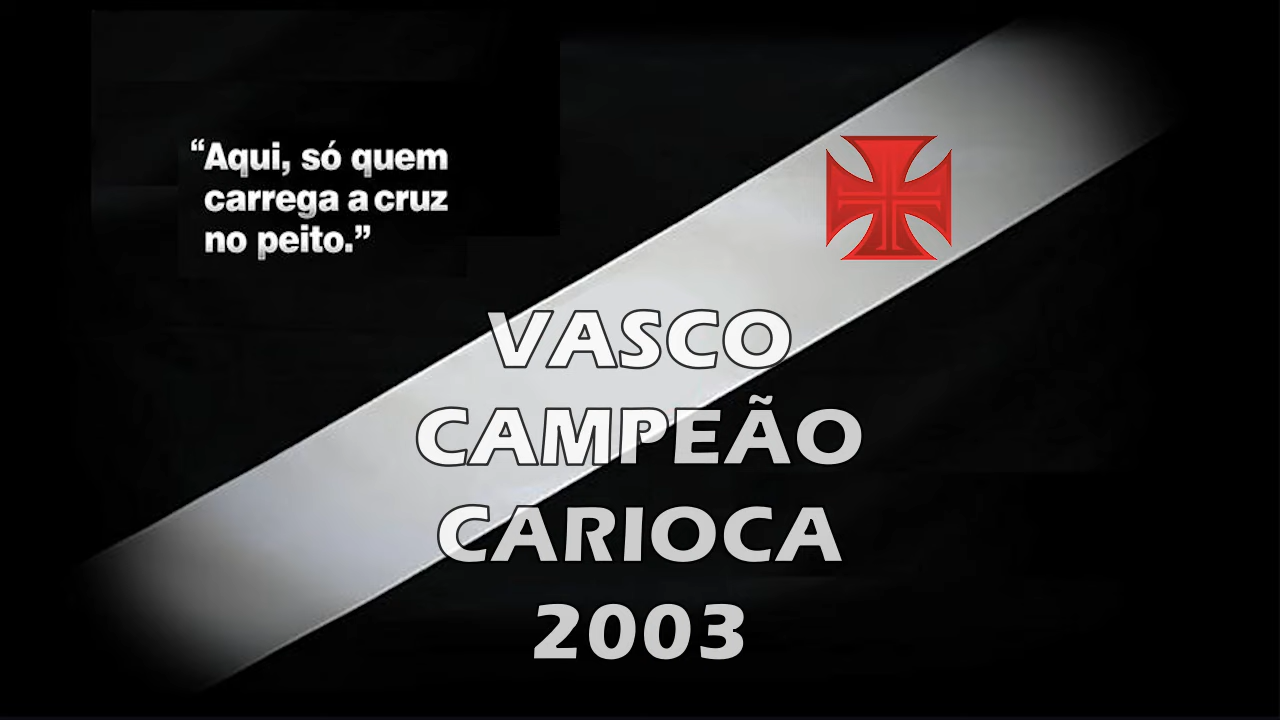 “Aqui, só quem
carrega a cruz
no peito.”
VASCO
CAMPEÃO
CARIOCA
2003